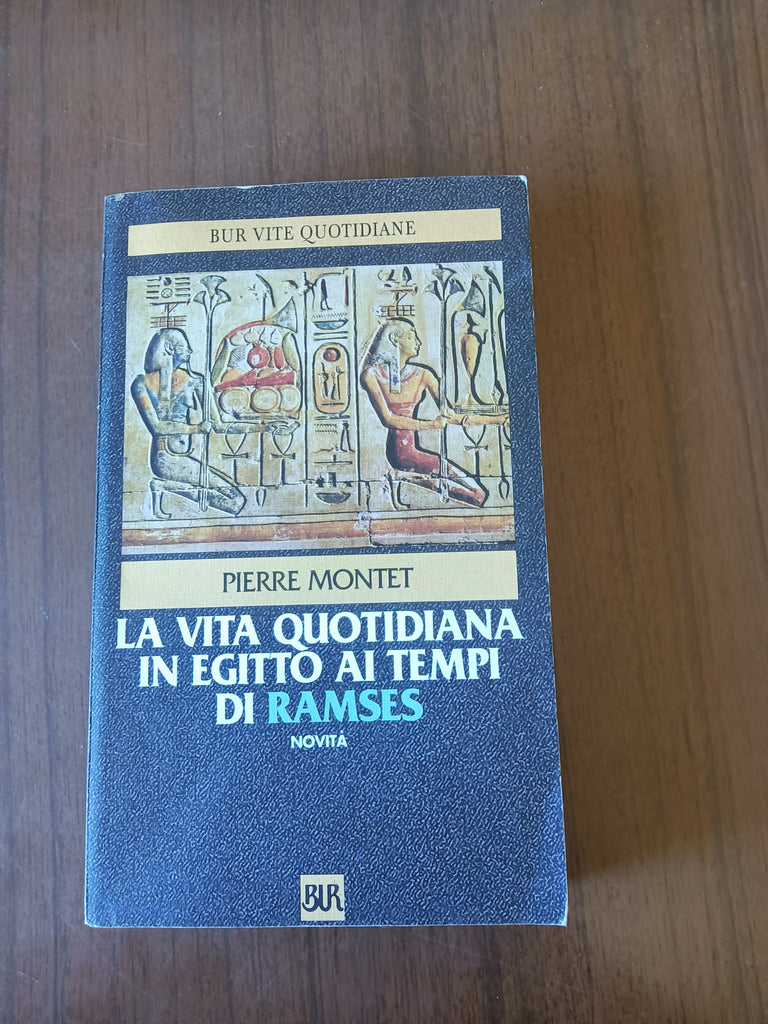 BUR VITE QUOTIDIANE
PIERRE MONTET
LA VITA QUOTIDIANA
IN EGITTO AI TEMPI
DI RAMSES
NOVITÀ
BUR